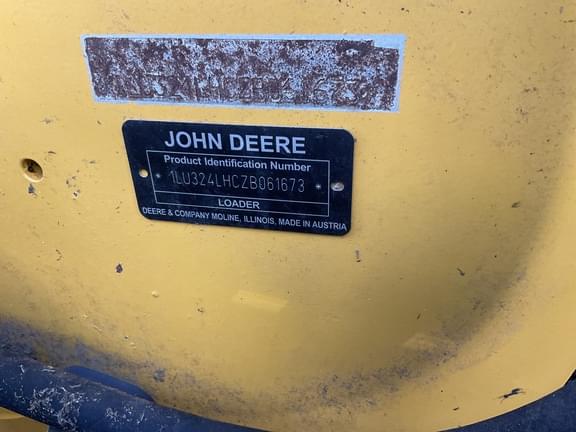 JOHN DEERE
Product Identification Number
* 1LU324LHCZB061673 *
LOADER
DEERE & COMPANY MOLINE, ILLINOIS, MADE IN AUSTRIA